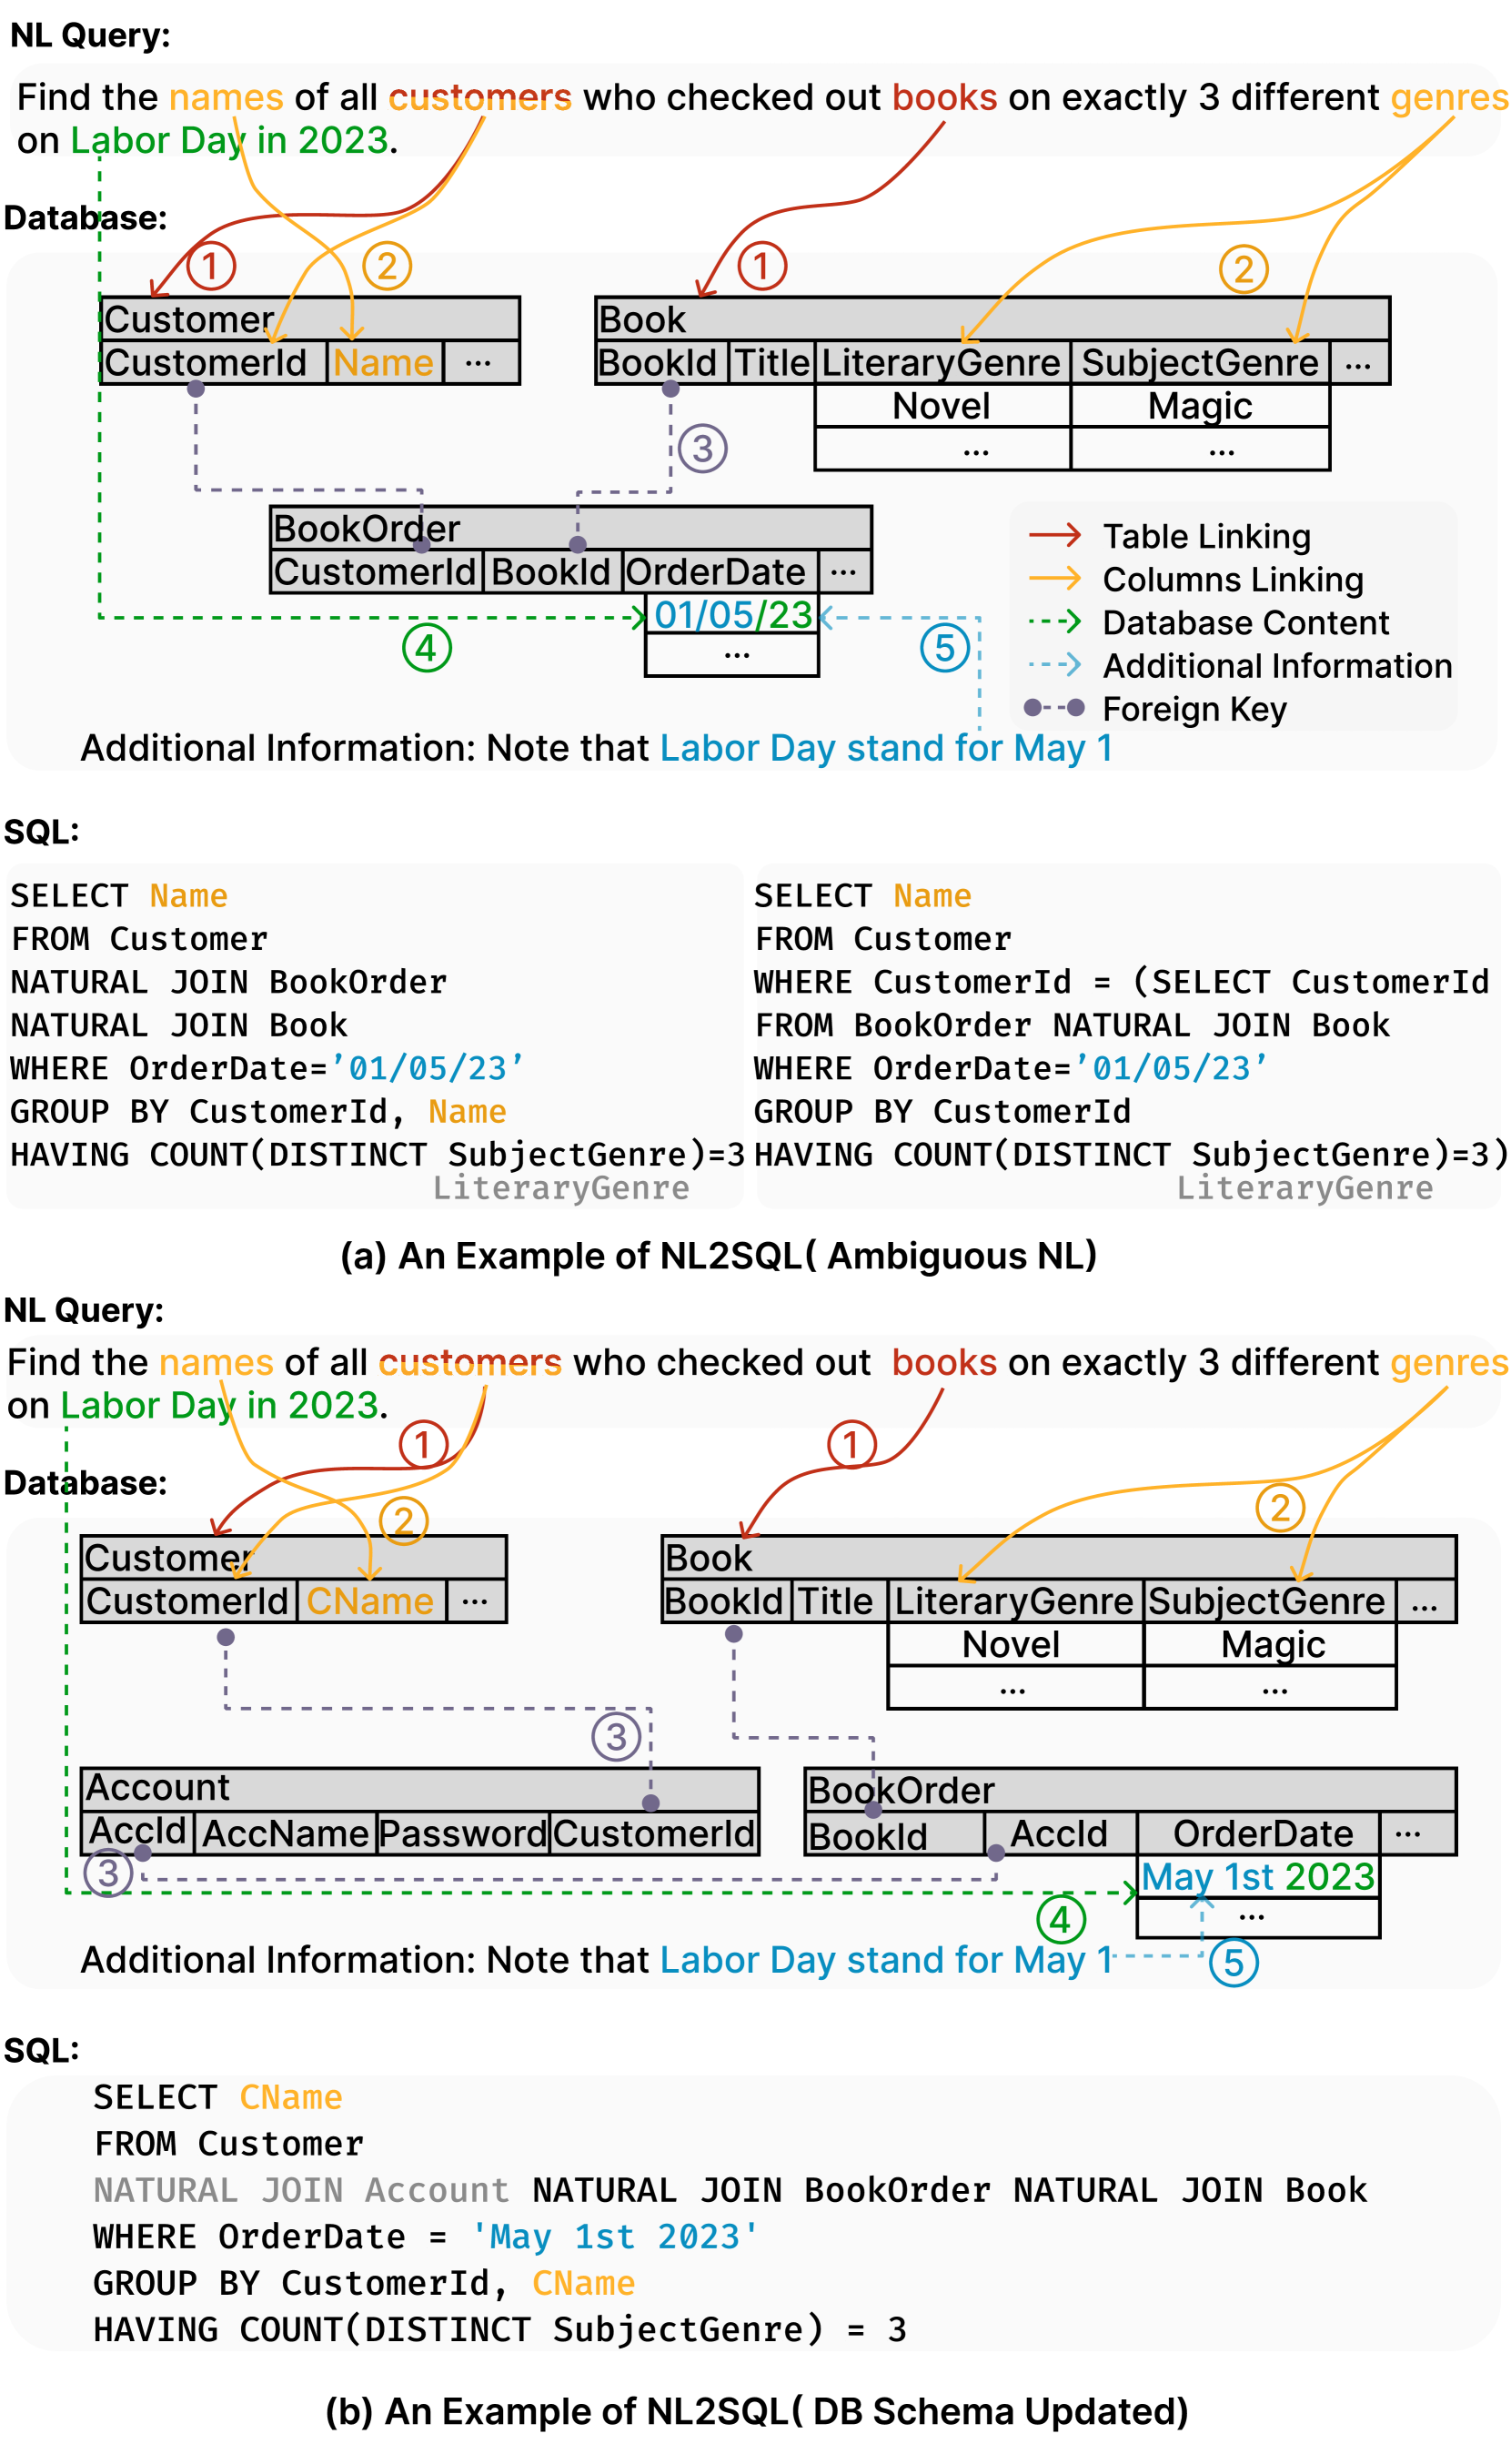 NL Query:
Find the names of all customers who checked out books on exactly 3 different genres
on Labor Day in 2023.
Database:
1
2
1
2
Customer
CustomerId Name ...
Book
BookId Title LiteraryGenre SubjectGenre ...
Novel Magic
... ...
3
BookOrder
CustomerId BookId OrderDate ...
01/05/23
...
4
5
Table Linking
Columns Linking
Database Content
Additional Information
Foreign Key
Additional Information: Note that Labor Day stand for May 1
SQL:
SELECT Name
FROM Customer
NATURAL JOIN BookOrder
NATURAL JOIN Book
WHERE OrderDate=’01/05/23’
GROUP BY CustomerId, Name
HAVING COUNT(DISTINCT SubjectGenre)=3
LiteraryGenre
SELECT Name
FROM Customer
WHERE CustomerId = (SELECT CustomerId
FROM BookOrder NATURAL JOIN Book
WHERE OrderDate=’01/05/23’
GROUP BY CustomerId
HAVING COUNT(DISTINCT SubjectGenre)=3)
LiteraryGenre
(a) An Example of NL2SQL( Ambiguous NL)
NL Query:
Find the names of all customers who checked out books on exactly 3 different genres
on Labor Day in 2023.
1
1
Database:
2
2
Customer
CustomerId CName ...
Book
BookId Title LiteraryGenre SubjectGenre ...
Novel Magic
... ...
3
Account
AccId AccName Password CustomerId
BookOrder
BookId AccId OrderDate ...
3
May 1st 2023
...
4
Additional Information: Note that Labor Day stand for May 1
5
SQL:
SELECT CName
FROM Customer
NATURAL JOIN Account NATURAL JOIN BookOrder NATURAL JOIN Book
WHERE OrderDate = 'May 1st 2023'
GROUP BY CustomerId, CName
HAVING COUNT(DISTINCT SubjectGenre) = 3
(b) An Example of NL2SQL( DB Schema Updated)